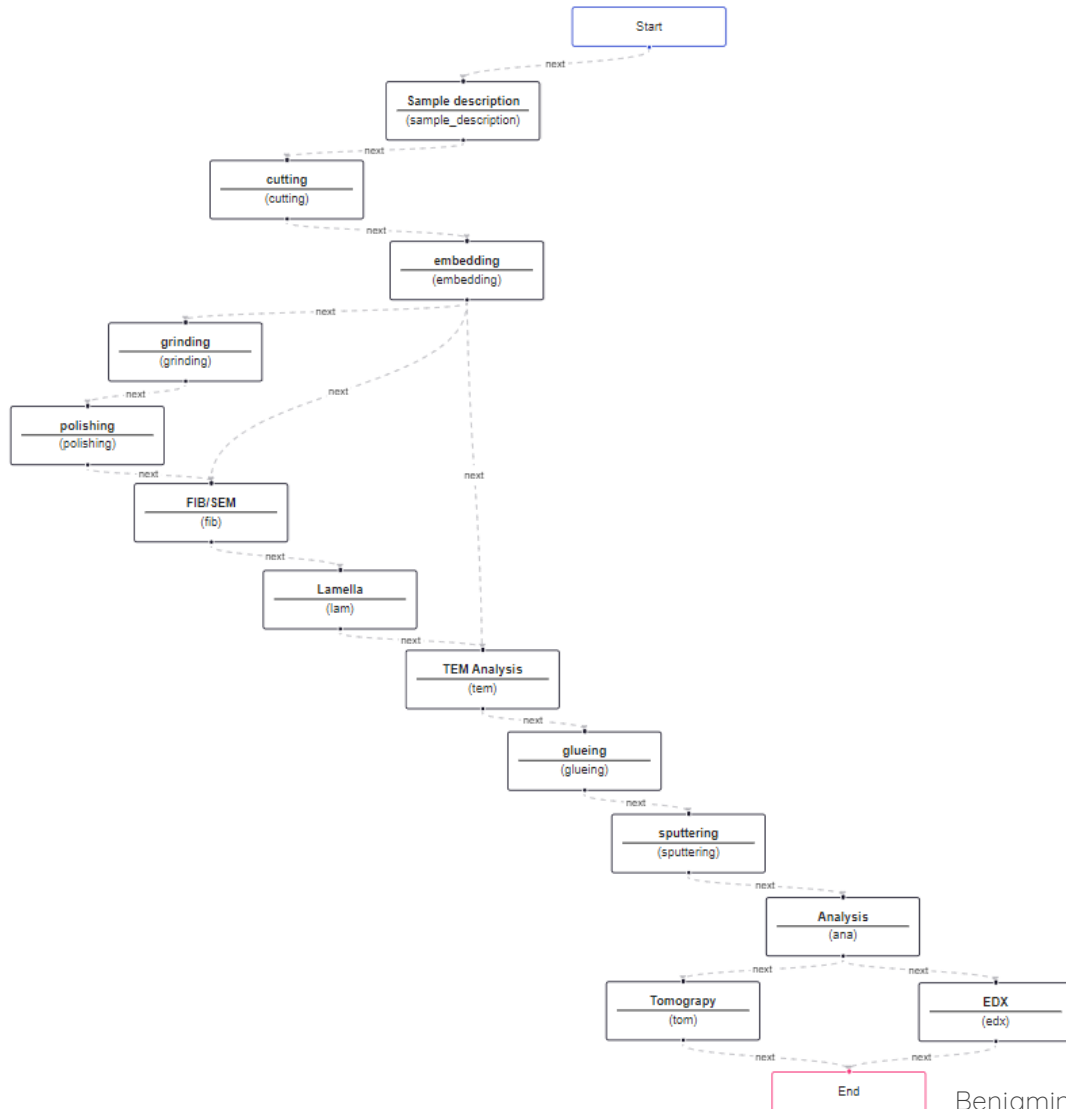 Start
next
Sample description
(sample_description)
next
cutting
(cutting)
next
embedding
(embedding)
next
grinding
(grinding)
next
next
polishing
(polishing)
next
next
FIB/SEM
(fib)
next
Lamella
(lam)
next
TEM Analysis
(tem)
next
glueing
(glueing)
next
sputtering
(sputtering)
next
Analysis
(ana)
next
next
Tomograpy
(tom)
EDX
(edx)
next
next
End
Benjamin